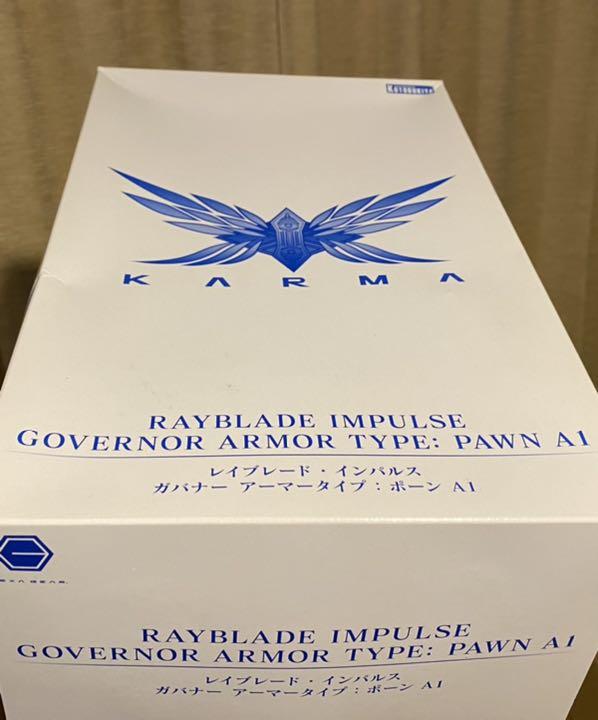 KOTOBUKIYA
KARMA
RAYBLADE IMPULSE
GOVERNOR ARMOR TYPE: PAWN A1
レイブレード・インパルス
ガバナー アーマータイプ：ポーン A1
RAYBLADE IMPULSE
GOVERNOR ARMOR TYPE: PAWN A1
レイブレード・インパルス
ガバナー アーマータイプ：ポーン A1